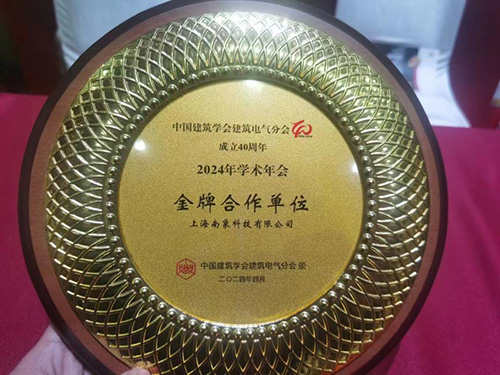 中国建筑学会建筑电气分会 40
成立40周年
2024年学术年会
金牌合作单位
上海南象科技有限公司
中国建筑学会建筑电气分会 颁
二〇二四年四月